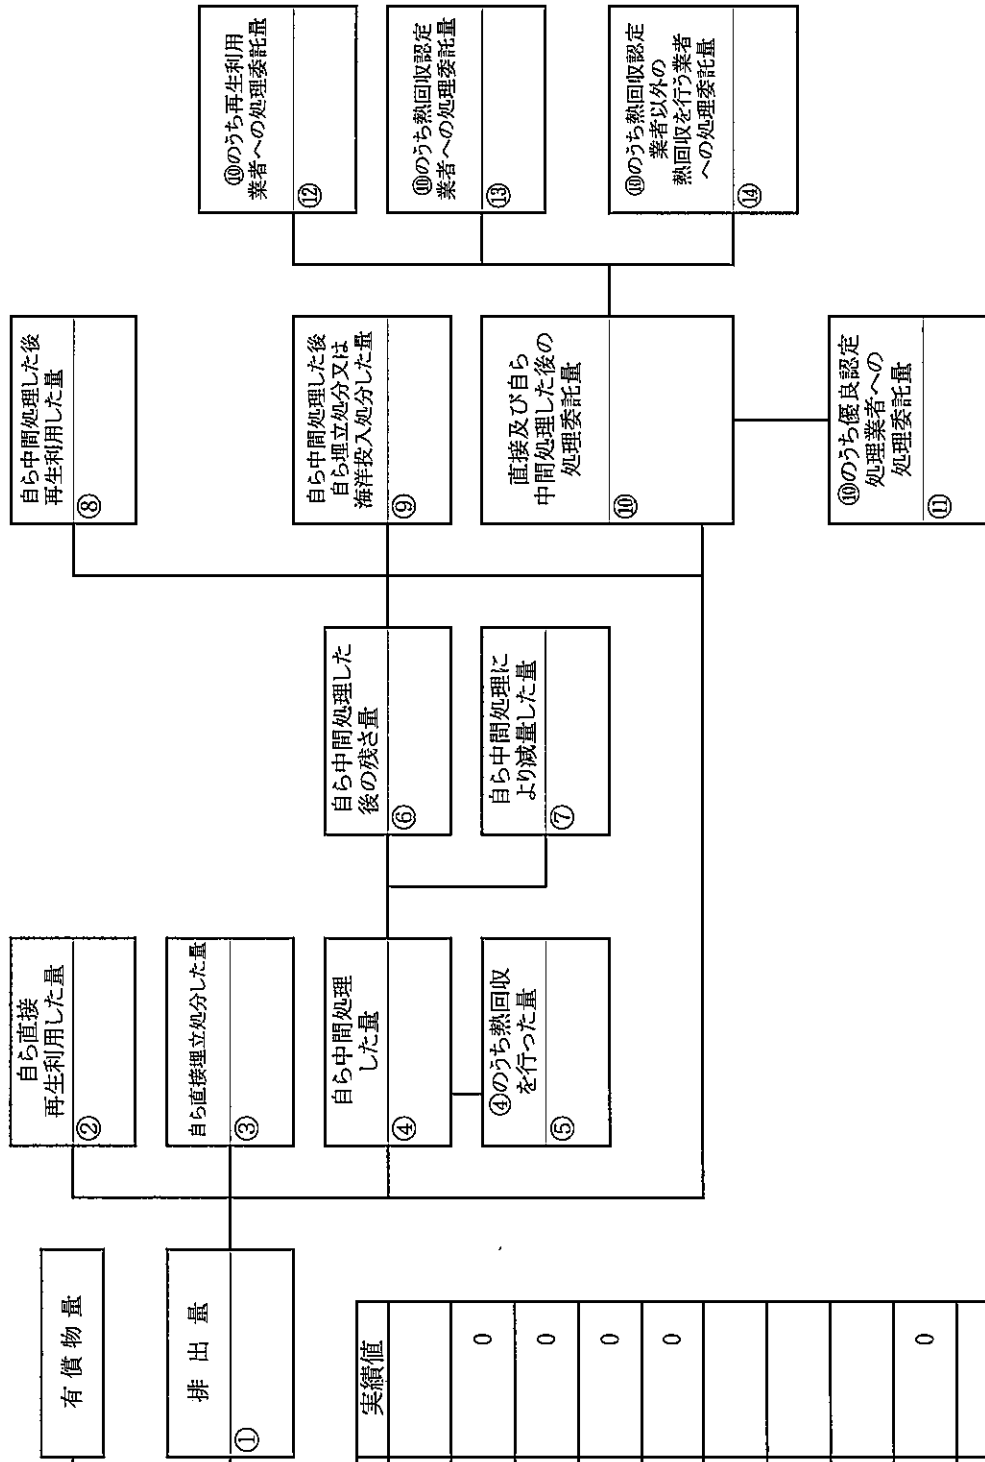 有償物量
排出量
①
自ら直接
再生利用した量
②
自ら直接埋立処分した量
③
自ら中間処理
した量
④
④のうち熱回収
を行った量
⑤
自ら中間処理した
後の残さ量
⑥
自ら中間処理に
より減量した量
⑦
自ら中間処理した後
再生利用した量
⑧
自ら中間処理した後
自ら埋立処分又は
海洋投入処分した量
⑨
直接及び自ら
中間処理した後の
処理委託量
⑩
⑩のうち優良認定
処理業者への
処理委託量
⑪
⑩のうち再生利用
業者への処理委託量
⑫
⑩のうち熱回収認定
業者への処理委託量
⑬
⑩のうち熱回収認定
業者以外の
熱回収を行う業者
への処理委託量
⑭
実績値
0
0
0
0
0